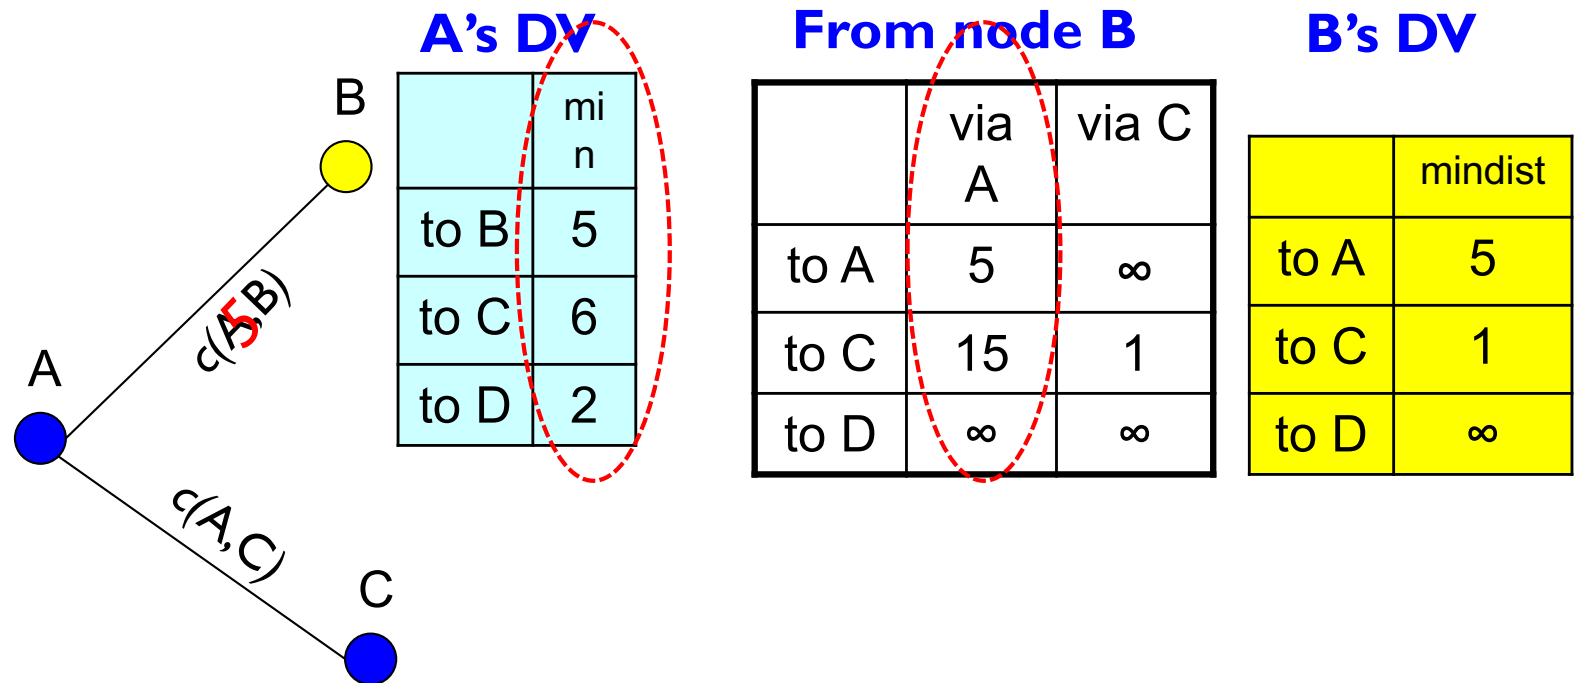 A's DV
From node B
B's DV
B
A
C
c(A,B)
5
c(A,C)
mi
n
to B 5
to C 6
to D 2
via
A
via C
to A 5 ∞
to C 15 1
to D ∞ ∞
mindist
to A 5
to C 1
to D ∞